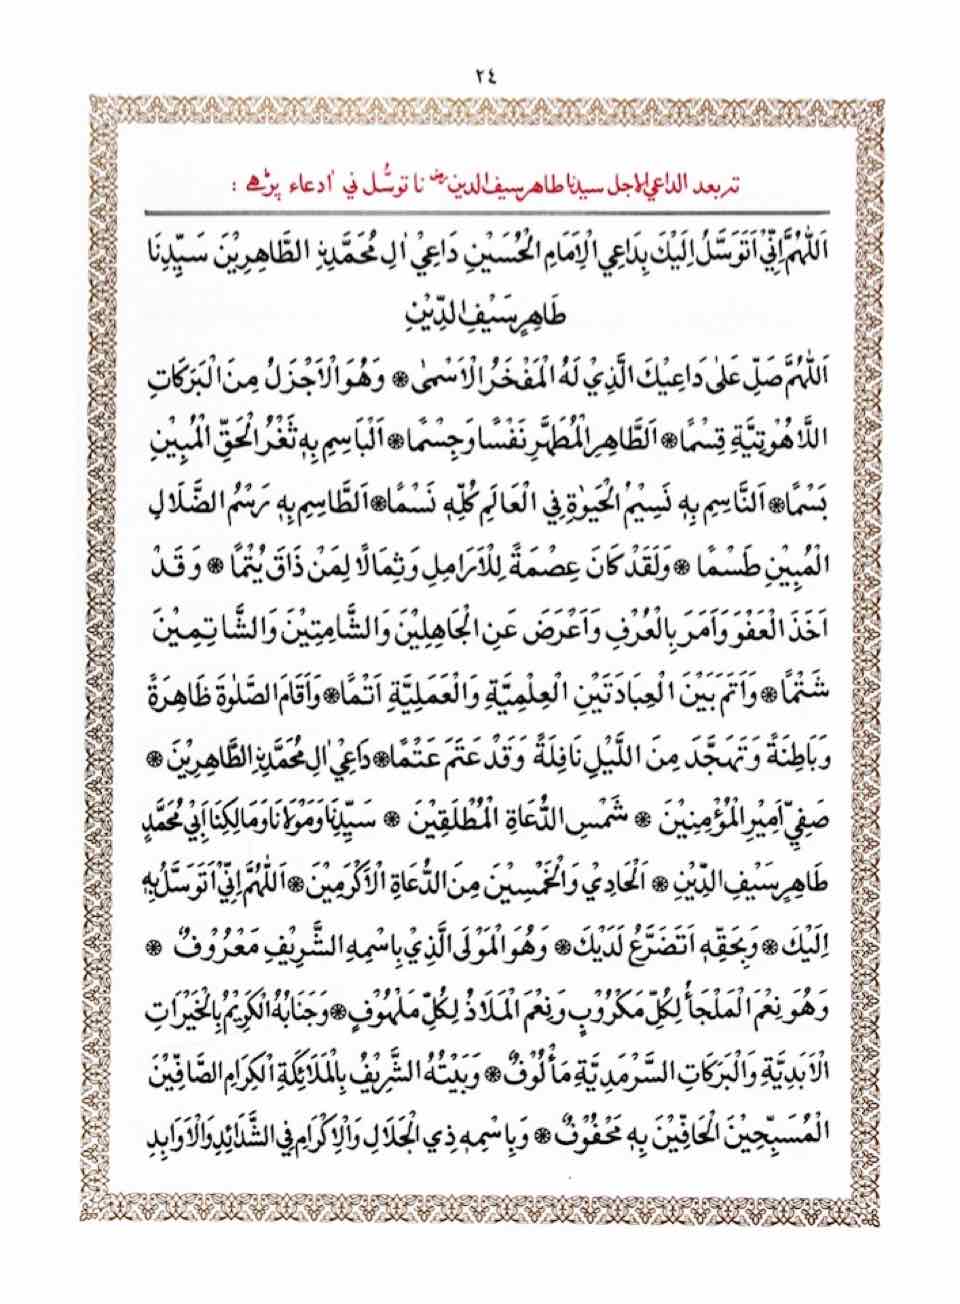 ٢٤
تر بعد الداعي الاجل سيدنا طاهر سيف الدين رض نا توسُّل ني اٰ دعاء پڑهے :
اَللّٰهُمَّ اِنِّيْ اَتَوَسَّلُ اِلَيْكَ بِدَاعِي الْاِمَامِ الْحُسَيْنِ دَاعِيْ اٰلِ مُحَمَّدِنِ الطَّاهِرِيْنَ سَيِّدِنَا
طَاهِرٍ سَيْفِ الدِّيْنِ
اَللّٰهُمَّ صَلِّ عَلٰى دَاعِيْكَ الَّذِيْ لَهُ الْمَفْخَرُ الْاَسْمٰى ۞ وَهُوَ الْاَجْزَلُ مِنَ الْبَرَكَاتِ
اللَّاهُوْتِيَّةِ قِسْمًا ۞ اَلطَّاهِرِ الْمُطَهَّرِ نَفْسًا وَجِسْمًا ۞ اَلْبَاسِمِ بِهٖ ثَغْرُ الْحَقِّ الْمُبِيْنِ
بَسْمًا ۞ اَلنَّاسِمِ بِهٖ نَسِيْمُ الْحَيٰوةِ فِي الْعَالَمِ كُلِّهٖ نَسْمًا ۞ اَلطَّاسِمِ بِهٖ رَسْمُ الضَّلَالِ
الْمُبِيْنِ طَسْمًا ۞ وَلَقَدْ كَانَ عِصْمَةً لِلْاَرَامِلِ وَثِمَالًا لِمَنْ ذَاقَ يُتْمًا ۞ وَقَدْ
اَخَذَ الْعَفْوَ وَاَمَرَ بِالْعُرْفِ وَاَعْرَضَ عَنِ الْجَاهِلِيْنَ وَالشَّامِتِيْنَ وَالشَّاتِمِيْنَ
شَتْمًا ۞ وَاَتَمَ بَيْنَ الْعِبَادَتَيْنِ الْعِلْمِيَّةِ وَالْعَمَلِيَّةِ اَتْمًا ۞ وَاَقَامَ الصَّلٰوةَ ظَاهِرَةً
وَبَاطِنَةً وَتَهَجَّدَ مِنَ اللَّيْلِ نَافِلَةً وَقَدْ عَتَمَ عَتْمًا ۞ دَاعِيْ اٰلِ مُحَمَّدِنِ الطَّاهِرِيْنَ ۞
صَفِيِّ اَمِيْرِ الْمُؤْمِنِيْنَ ۞ شَمْسِ الدُّعَاةِ الْمُطْلَقِيْنَ ۞ سَيِّدِنَا وَمَوْلَانَا وَمَالِكِنَا اَبِيْ مُحَمَّدٍ
طَاهِرٍ سَيْفِ الدِّيْنِ ۞ اَلْحَادِيْ وَالْخَمْسِيْنَ مِنَ الدُّعَاةِ الْاَكْرَمِيْنَ ۞ اَللّٰهُمَّ اِنِّيْ اَتَوَسَّلُ بِهٖ
اِلَيْكَ ۞ وَبِحَقِّهٖ اَتَضَرَّعُ لَدَيْكَ ۞ وَهُوَ الْمَوْلَى الَّذِيْ بِاسْمِهِ الشَّرِيْفِ مَعْرُوْفٌ ۞
وَهُوَ نِعْمَ الْمَلْجَأُ لِكُلِّ مَكْرُوْبٍ وَنِعْمَ الْمَلَاذُ لِكُلِّ مَلْهُوْفٍ ۞ وَجَنَابُهُ الْكَرِيْمُ بِالْخَيْرَاتِ
الْاَبَدِيَّةِ وَالْبَرَكَاتِ السَّرْمَدِيَّةِ مَأْلُوْفٌ ۞ وَبَيْتُهُ الشَّرِيْفُ بِالْمَلَائِكَةِ الْكِرَامِ الصَّافِّيْنَ
الْمُسَبِّحِيْنَ الْحَافِّيْنَ بِهٖ مَحْفُوْفٌ ۞ وَبِاسْمِهٖ ذِي الْجَلَالِ وَالْاِكْرَامِ فِي الشَّدَائِدِ وَالْاَوَابِدِ